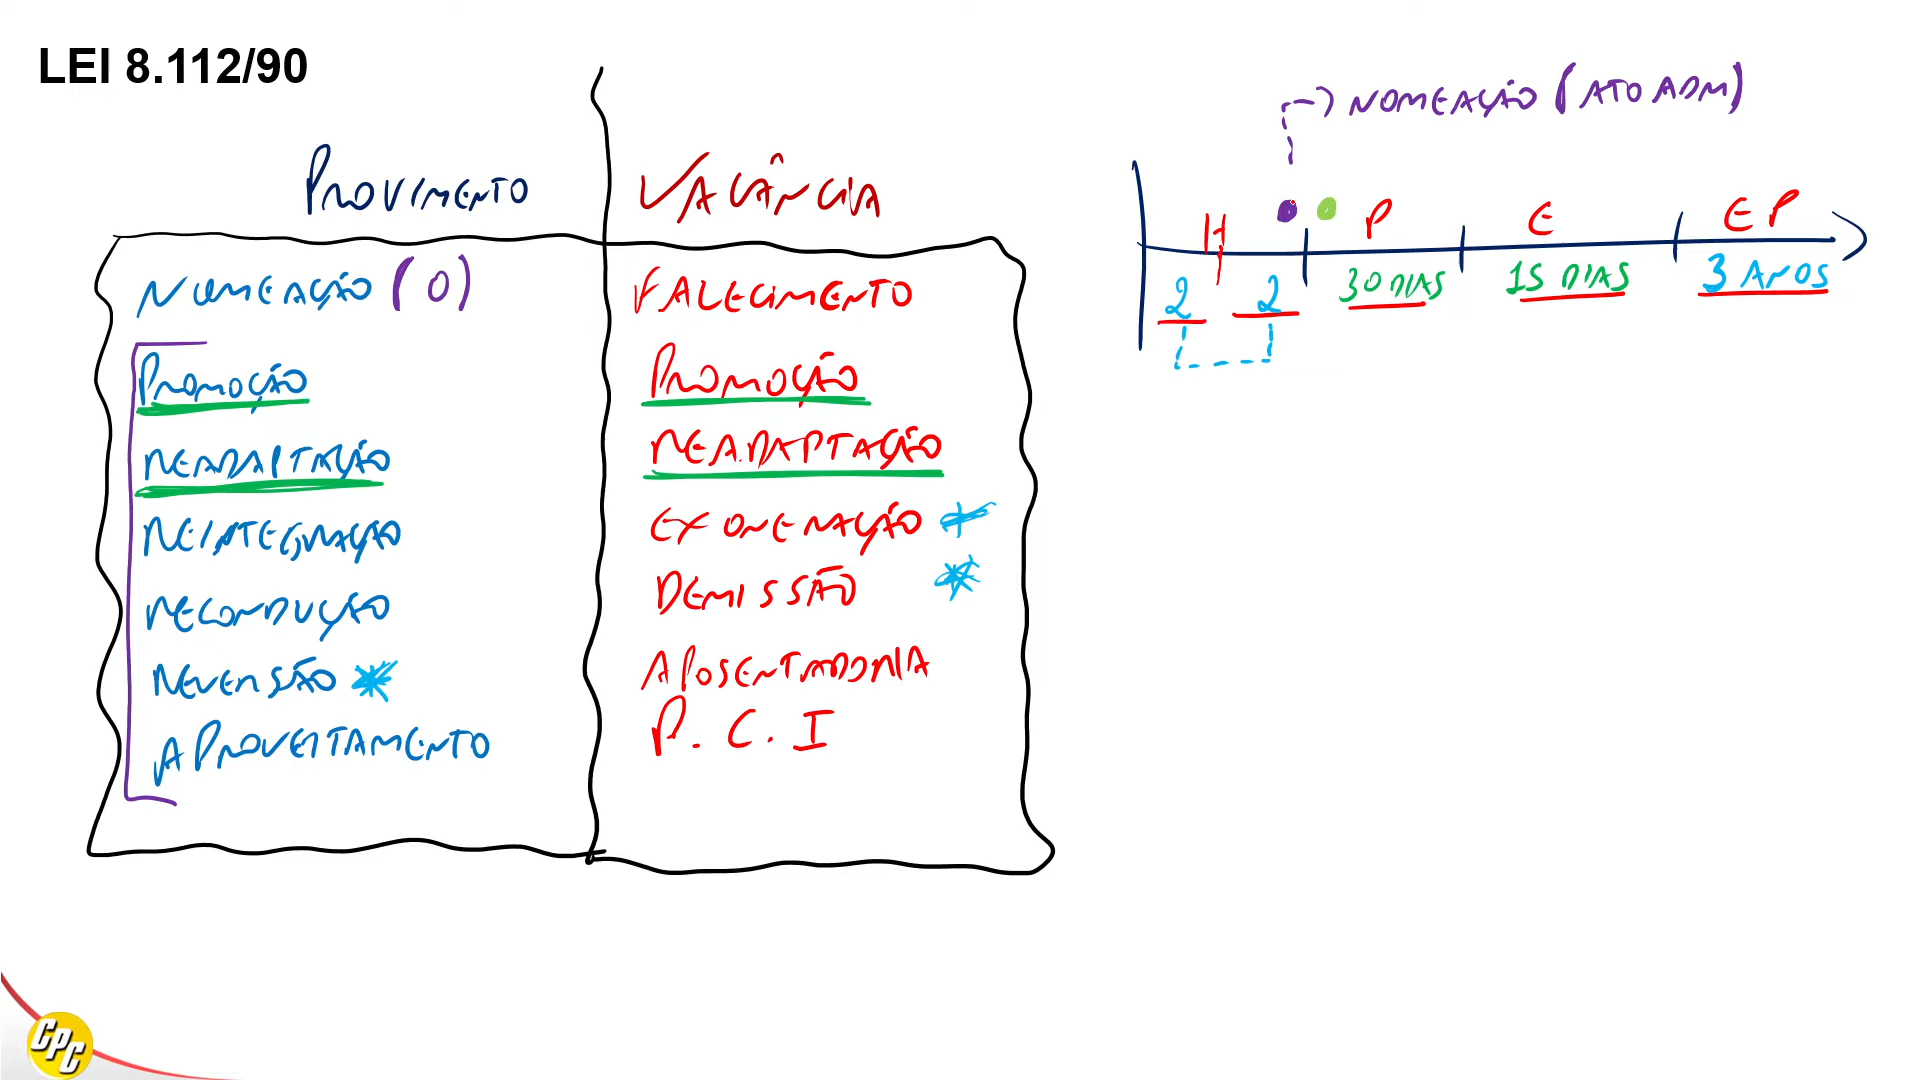 LEI 8.112/90
PROVIMENTO
NOMEAÇÃO (O)
PROMOÇÃO
READAPTAÇÃO
REINTEGRAÇÃO
RECONDUÇÃO
REVERSÃO *
APROVEITAMENTO
VACÂNCIA
FALECIMENTO
PROMOÇÃO
READAPTAÇÃO
EXONERAÇÃO *
DEMISSÃO *
APOSENTADORIA
P. C. I
NOMEAÇÃO (ATO ADM)
H P E EP
2 2 30 DIAS 15 DIAS 3 ANOS
CPC